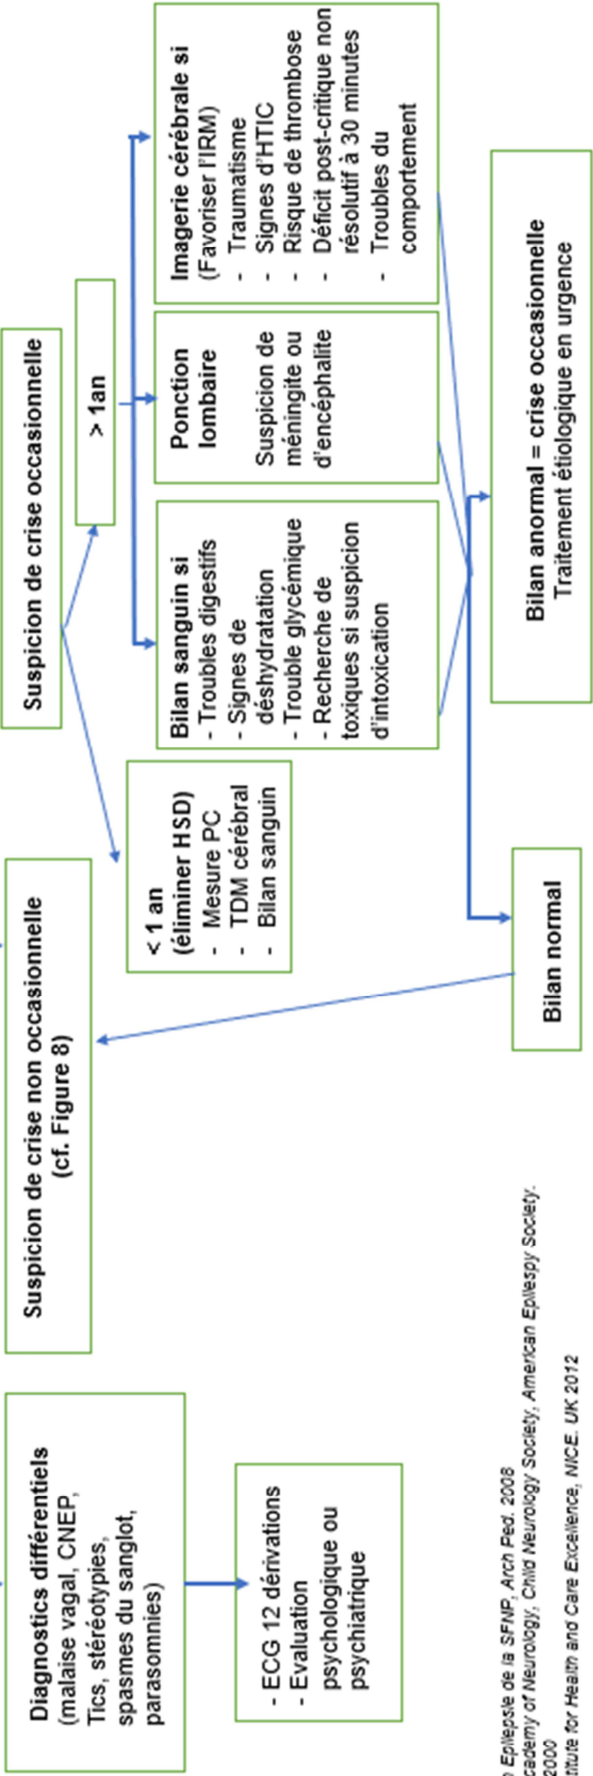 Diagnostics différentiels
(malaise vagal, CNEP,
Tics, stéréotypies,
spasmes du sanglot,
parasomnies)
- ECG 12 dérivations
- Evaluation
psychologique ou
psychiatrique
Suspicion de crise non occasionnelle
(cf. Figure 8)
Suspicion de crise occasionnelle
< 1 an
(éliminer HSD)
- Mesure PC
- TDM cérébral
- Bilan sanguin
> 1an
Bilan sanguin si
- Troubles digestifs
- Signes de
déshydratation
- Trouble glycémique
- Recherche de
toxiques si suspicion
d'intoxication
Ponction
lombaire
Suspicion de
méningite ou
d'encéphalite
Imagerie cérébrale si
(Favoriser l'IRM)
- Traumatisme
- Signes d'HTIC
- Risque de thrombose
- Déficit post-critique non
résolutif à 30 minutes
- Troubles du
comportement
Bilan normal
Bilan anormal = crise occasionnelle
Traitement étiologique en urgence
Epilepsie de la SFNP, Arch Ped. 2008
cademy of Neurology, Child Neurology Society, American Epilespy Society.
2000
titute for Health and Care Excellence, NICE. UK 2012